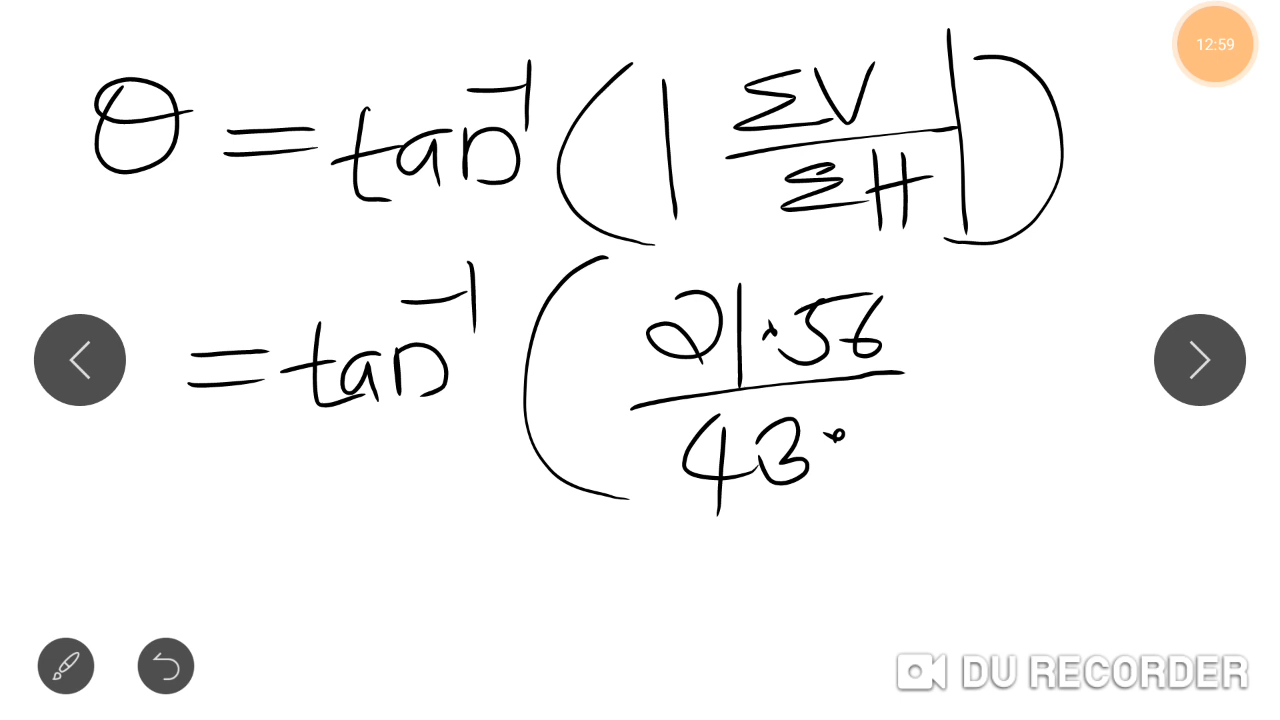 12:59
θ = tan⁻¹ ( | ΣV / ΣH | )
= tan⁻¹ ( 21.56 / 43.
DU RECORDER